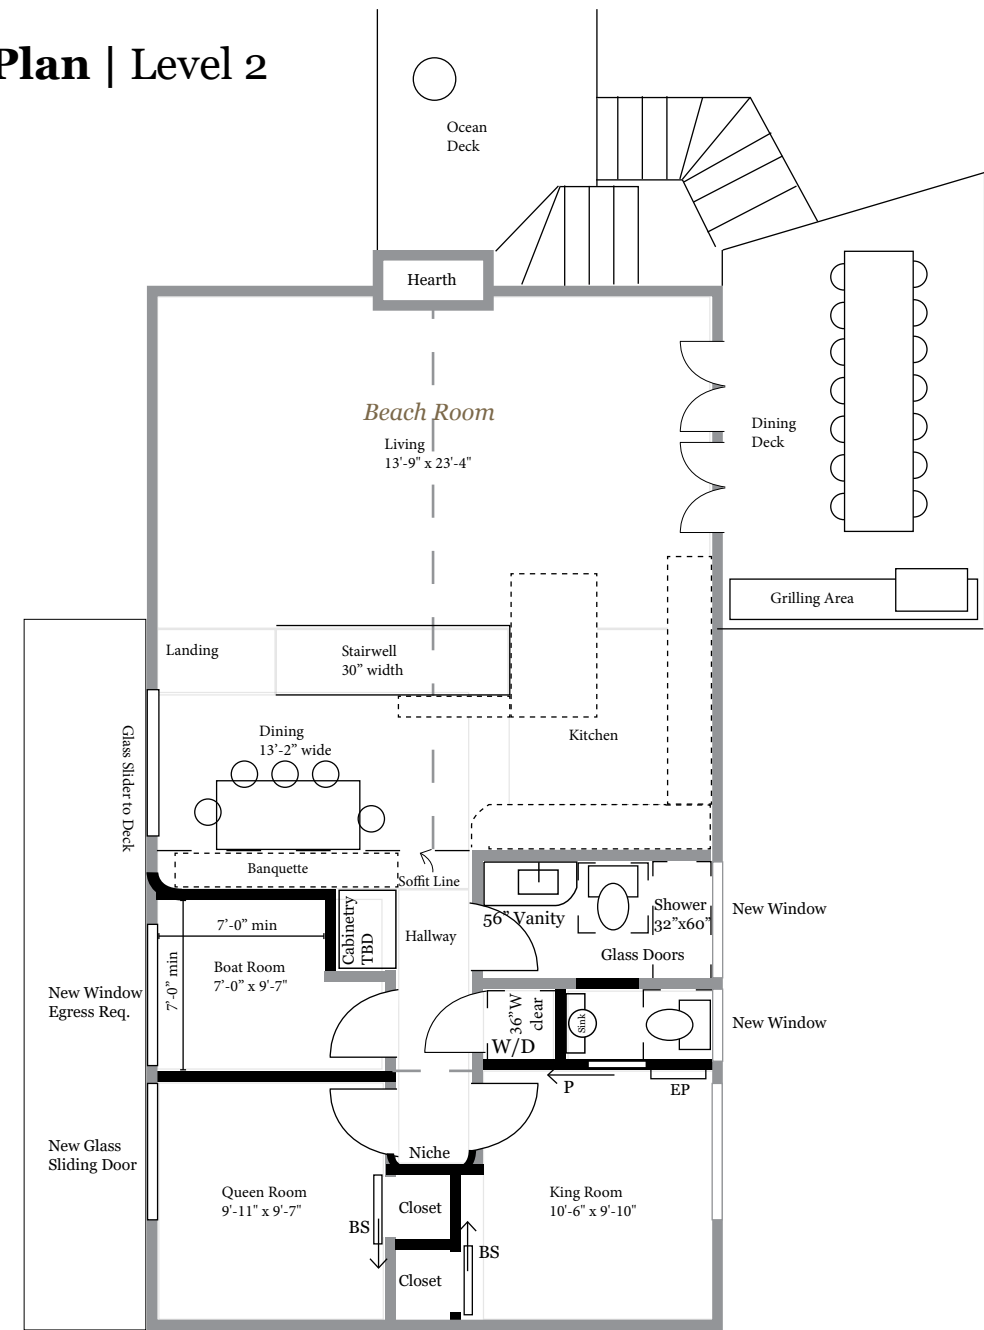 Plan | Level 2
Ocean
Deck
Hearth
Beach Room
Living
13'-9" x 23'-4"
Dining
Deck
Grilling Area
Landing
Stairwell
30” width
Glass Slider to Deck
Dining
13’-2” wide
Kitchen
Banquette
Soffit Line
56” Vanity
Shower
32”x60”
New Window
Cabinetry
TBD
Hallway
Glass Doors
7’-0” min
7’-0” min
Boat Room
7'-0" x 9'-7"
New Window
Egress Req.
36”W
clear
Sink
New Window
W/D
P
EP
New Glass
Sliding Door
Niche
Queen Room
9'-11" x 9'-7"
Closet
King Room
10'-6" x 9'-10"
BS
BS
Closet